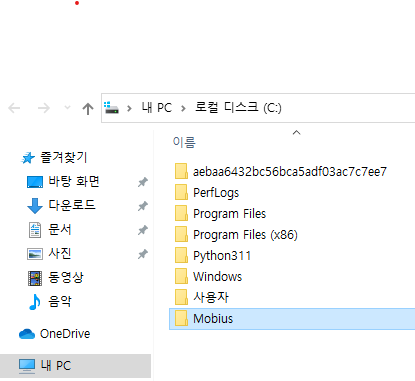 내 PC > 로컬 디스크 (C:)
이름
즐겨찾기
바탕 화면
다운로드
문서
사진
동영상
음악
OneDrive
내 PC
aebaa6432bc56bca5adf03ac7c7ee7
PerfLogs
Program Files
Program Files (x86)
Python311
Windows
사용자
Mobius